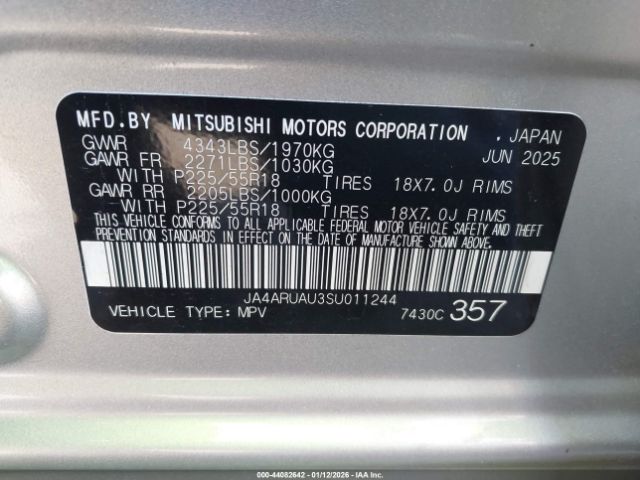 MFD.BY MITSUBISHI MOTORS CORPORATION . JAPAN
GWWR 4343LBS/1970KG JUN 2025
GAWR FR 2271LBS/1030KG
WITH P225/55R18 TIRES 18X7.0J RIMS
GAWR RR 2205LBS/1000KG
WITH P225/55R18 TIRES 18X7.0J RIMS
THIS VEHICLE CONFORMS TO ALL APPLICABLE FEDERAL MOTOR VEHICLE SAFETY AND THEFT
PREVENTION STANDARDS IN EFFECT ON THE DATE OF MANUFACTURE SHOWN ABOVE.
JA4ARUAU3SU011244
VEHICLE TYPE:MPV 7430C 357
000-44082642 - 01/12/2026 - IAA, Inc.